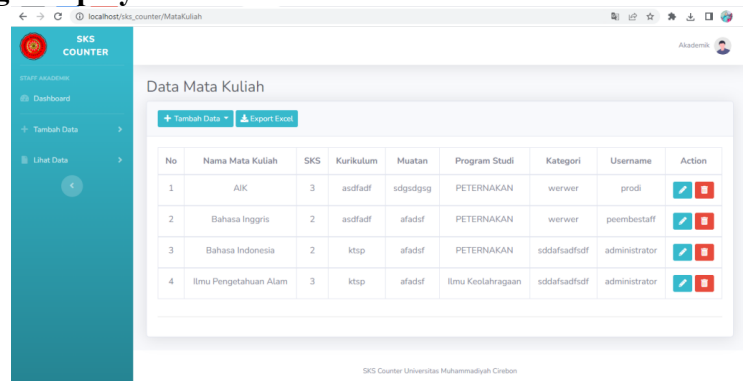 localhost/sks_counter/MataKuliah
SKS
COUNTER
Akademik
STAFF AKADEMIK
Dashboard
Tambah Data
Lihat Data
Data Mata Kuliah
Tambah Data
Export Excel
No Nama Mata Kuliah SKS Kurikulum Muatan Program Studi Kategori Username Action
1 AIK 3 asdfadf sdgsdgsg PETERNAKAN werwer prodi
2 Bahasa Inggris 2 asdfadf afadsf PETERNAKAN werwer peembestaff
3 Bahasa Indonesia 2 ktsp afadsf PETERNAKAN sddafsadfsdf administrator
4 Ilmu Pengetahuan Alam 3 ktsp afadsf Ilmu Keolahragaan sddafsadfsdf administrator
SKS Counter Universitas Muhammadiyah Cirebon